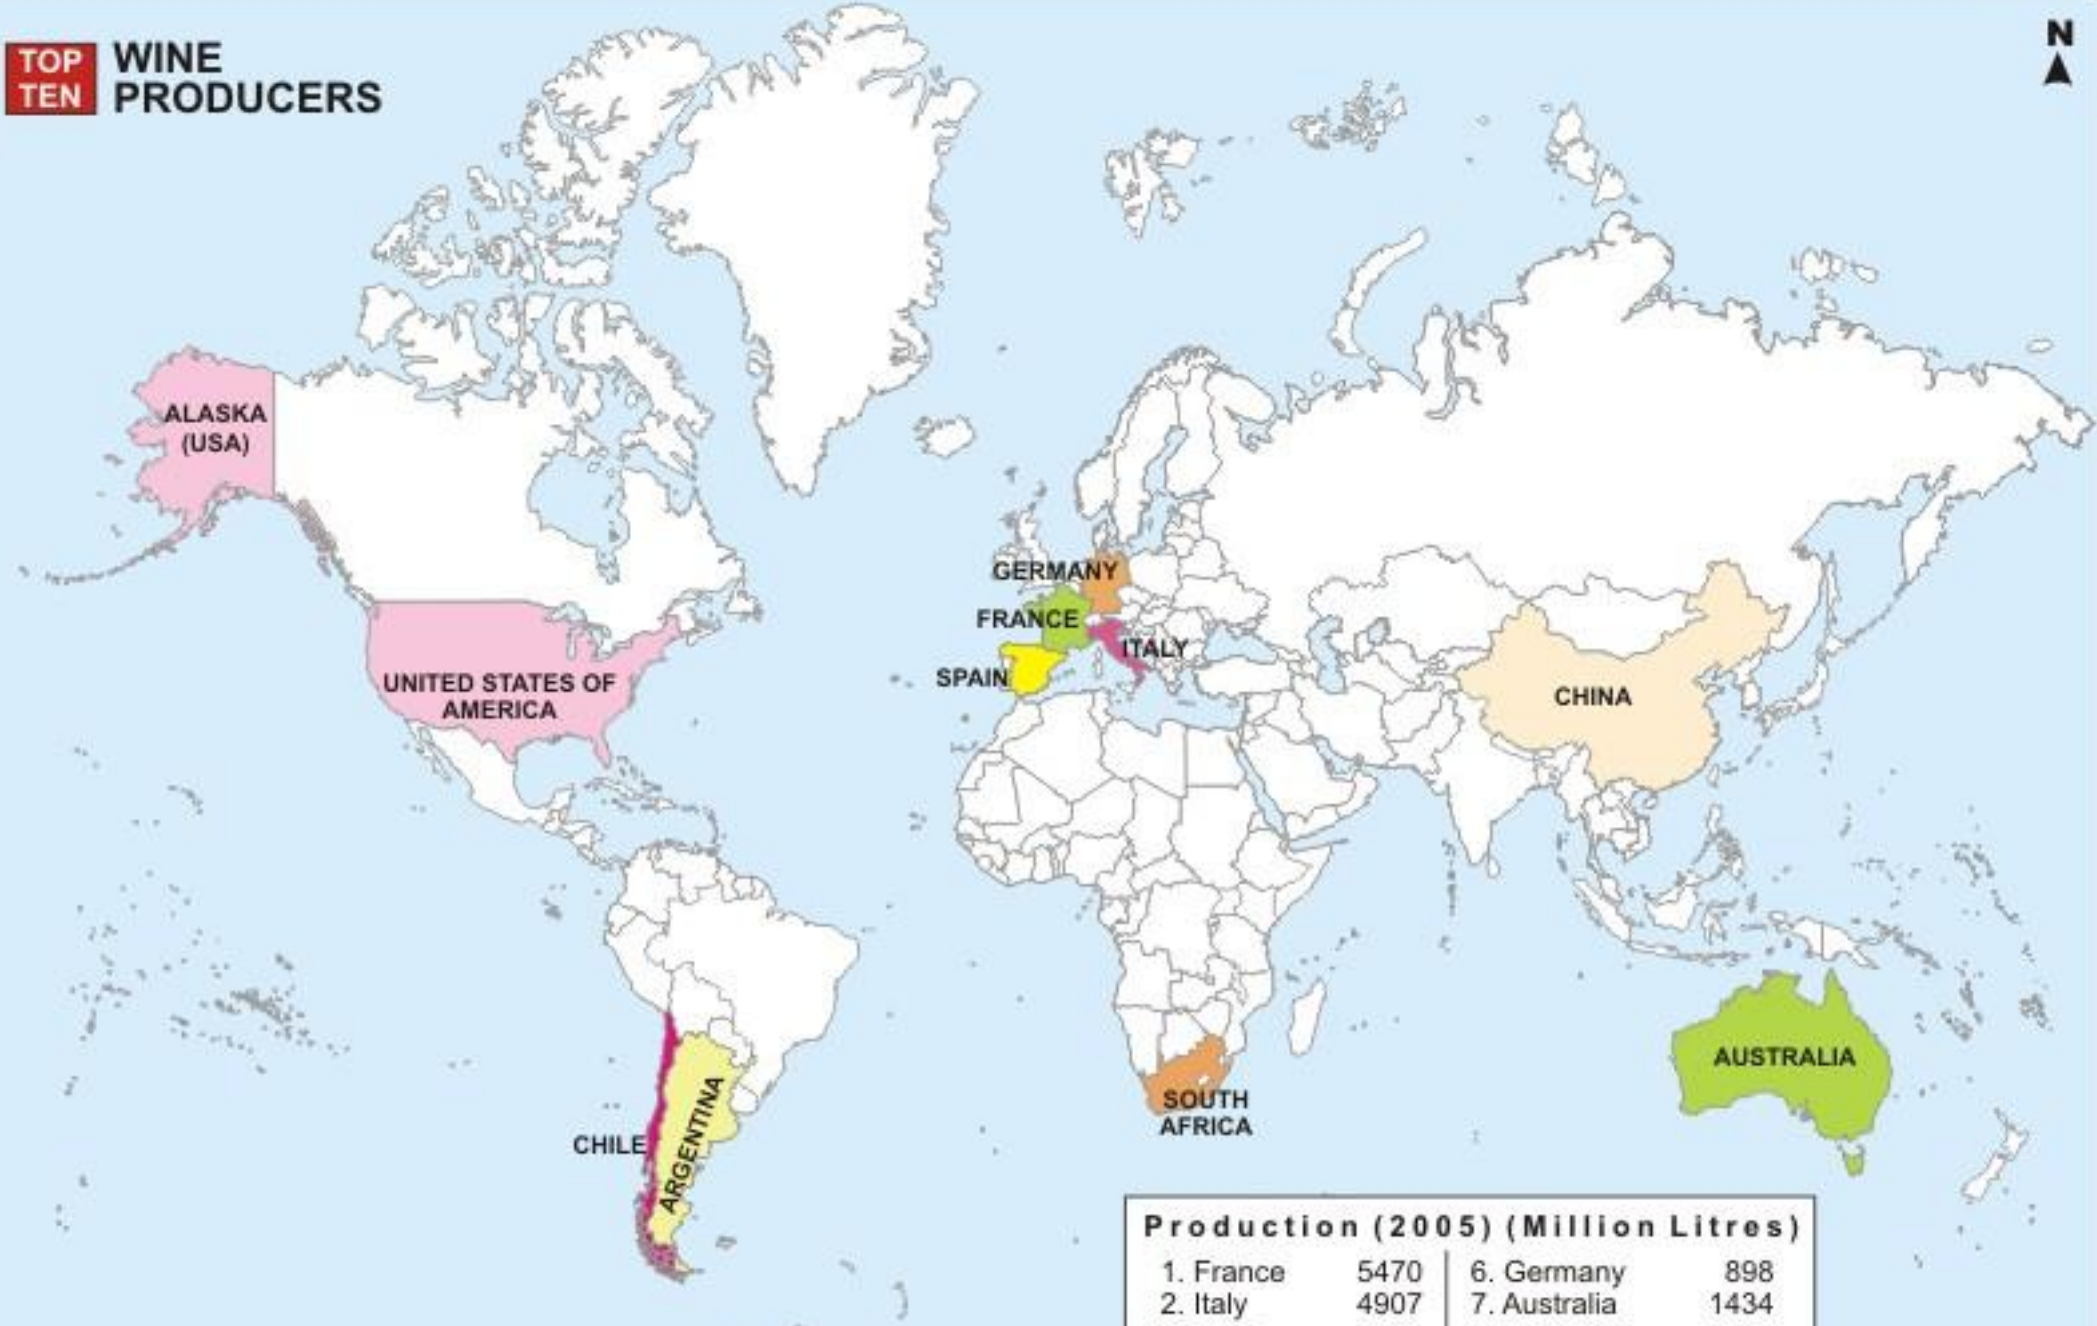 TOP
TEN
WINE
PRODUCERS
N
ALASKA
(USA)
GERMANY
FRANCE
ITALY
SPAIN
UNITED STATES OF
AMERICA
CHINA
AUSTRALIA
SOUTH
AFRICA
CHILE
ARGENTINA
Production (2005) (Million Litres)
1. France 5470
2. Italy 4907
6. Germany 898
7. Australia 1434